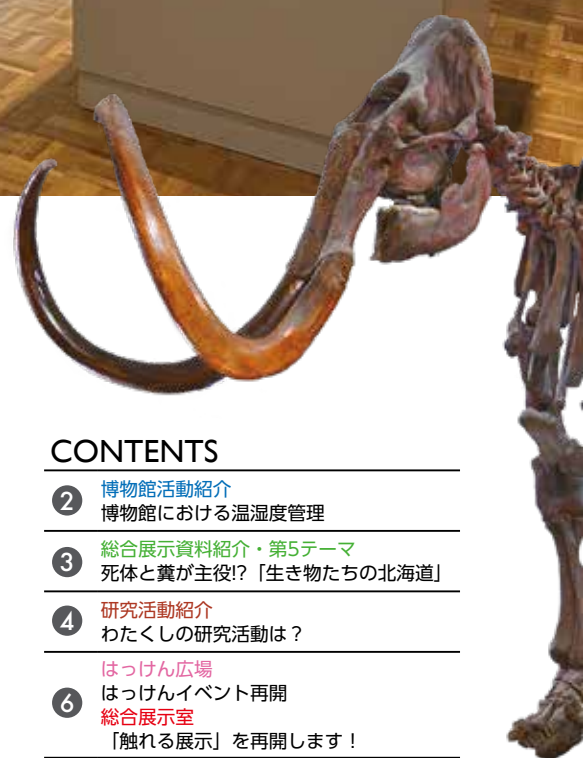 CONTENTS
2 博物館活動紹介
博物館における温湿度管理
3 総合展示資料紹介・第5テーマ
死体と糞が主役!?「生き物たちの北海道」
4 研究活動紹介
わたくしの研究活動は？
はっけん広場
6 はっけんイベント再開
総合展示室
「触れる展示」を再開します！